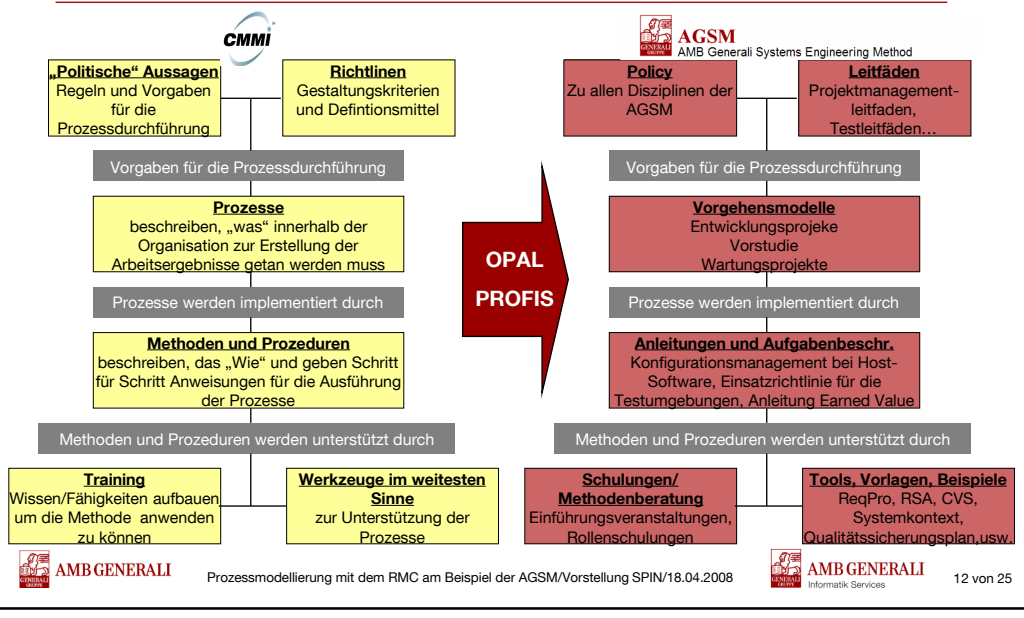 CMMI
GENERALI
GRUPPE
AGSM
AMB Generali Systems Engineering Method
„Politische“ Aussagen
Regeln und Vorgaben
für die
Prozessdurchführung
Richtlinen
Gestaltungskriterien
und Defintionsmittel
Policy
Zu allen Disziplinen der
AGSM
Leitfäden
Projektmanagement-
leitfaden,
Testleitfäden…
Vorgaben für die Prozessdurchführung
Vorgaben für die Prozessdurchführung
Prozesse
beschreiben, „was“ innerhalb der
Organisation zur Erstellung der
Arbeitsergebnisse getan werden muss
OPAL
PROFIS
Vorgehensmodelle
Entwicklungsprojeke
Vorstudie
Wartungsprojekte
Prozesse werden implementiert durch
Prozesse werden implementiert durch
Methoden und Prozeduren
beschreiben, das „Wie“ und geben Schritt
für Schritt Anweisungen für die Ausführung
der Prozesse
Anleitungen und Aufgabenbeschr.
Konfigurationsmanagement bei Host-
Software, Einsatzrichtlinie für die
Testumgebungen, Anleitung Earned Value
Methoden und Prozeduren werden unterstützt durch
Methoden und Prozeduren werden unterstützt durch
Training
Wissen/Fähigkeiten aufbauen
um die Methode anwenden
zu können
Werkzeuge im weitesten
Sinne
zur Unterstützung der
Prozesse
Schulungen/
Methodenberatung
Einführungsveranstaltungen,
Rollenschulungen
Tools, Vorlagen, Beispiele
ReqPro, RSA, CVS,
Systemkontext,
Qualitätssicherungsplan,usw.
GENERALI
GRUPPE
AMB GENERALI
Prozessmodellierung mit dem RMC am Beispiel der AGSM/Vorstellung SPIN/18.04.2008
GENERALI
GRUPPE
AMB GENERALI
Informatik Services
12 von 25